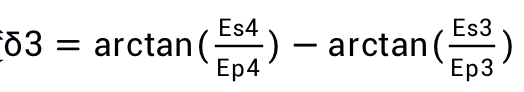 δ3 = arctan(Es4/Ep4) − arctan(Es3/Ep3)